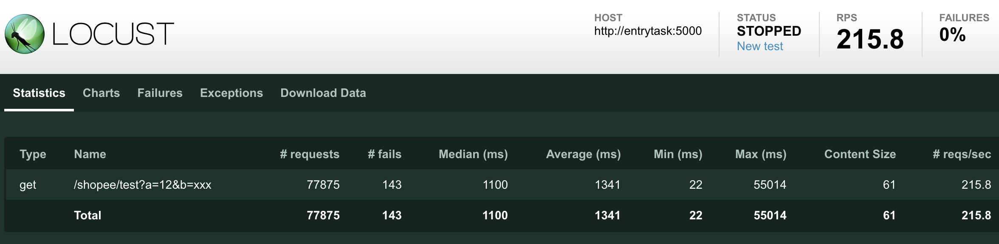 LOCUST
HOST
http://entrytask:5000
STATUS
STOPPED
New test
RPS
215.8
FAILURES
0%
Statistics Charts Failures Exceptions Download Data
Type Name # requests # fails Median (ms) Average (ms) Min (ms) Max (ms) Content Size # reqs/sec
get /shopee/test?a=12&b=xxx 77875 143 1100 1341 22 55014 61 215.8
Total 77875 143 1100 1341 22 55014 61 215.8